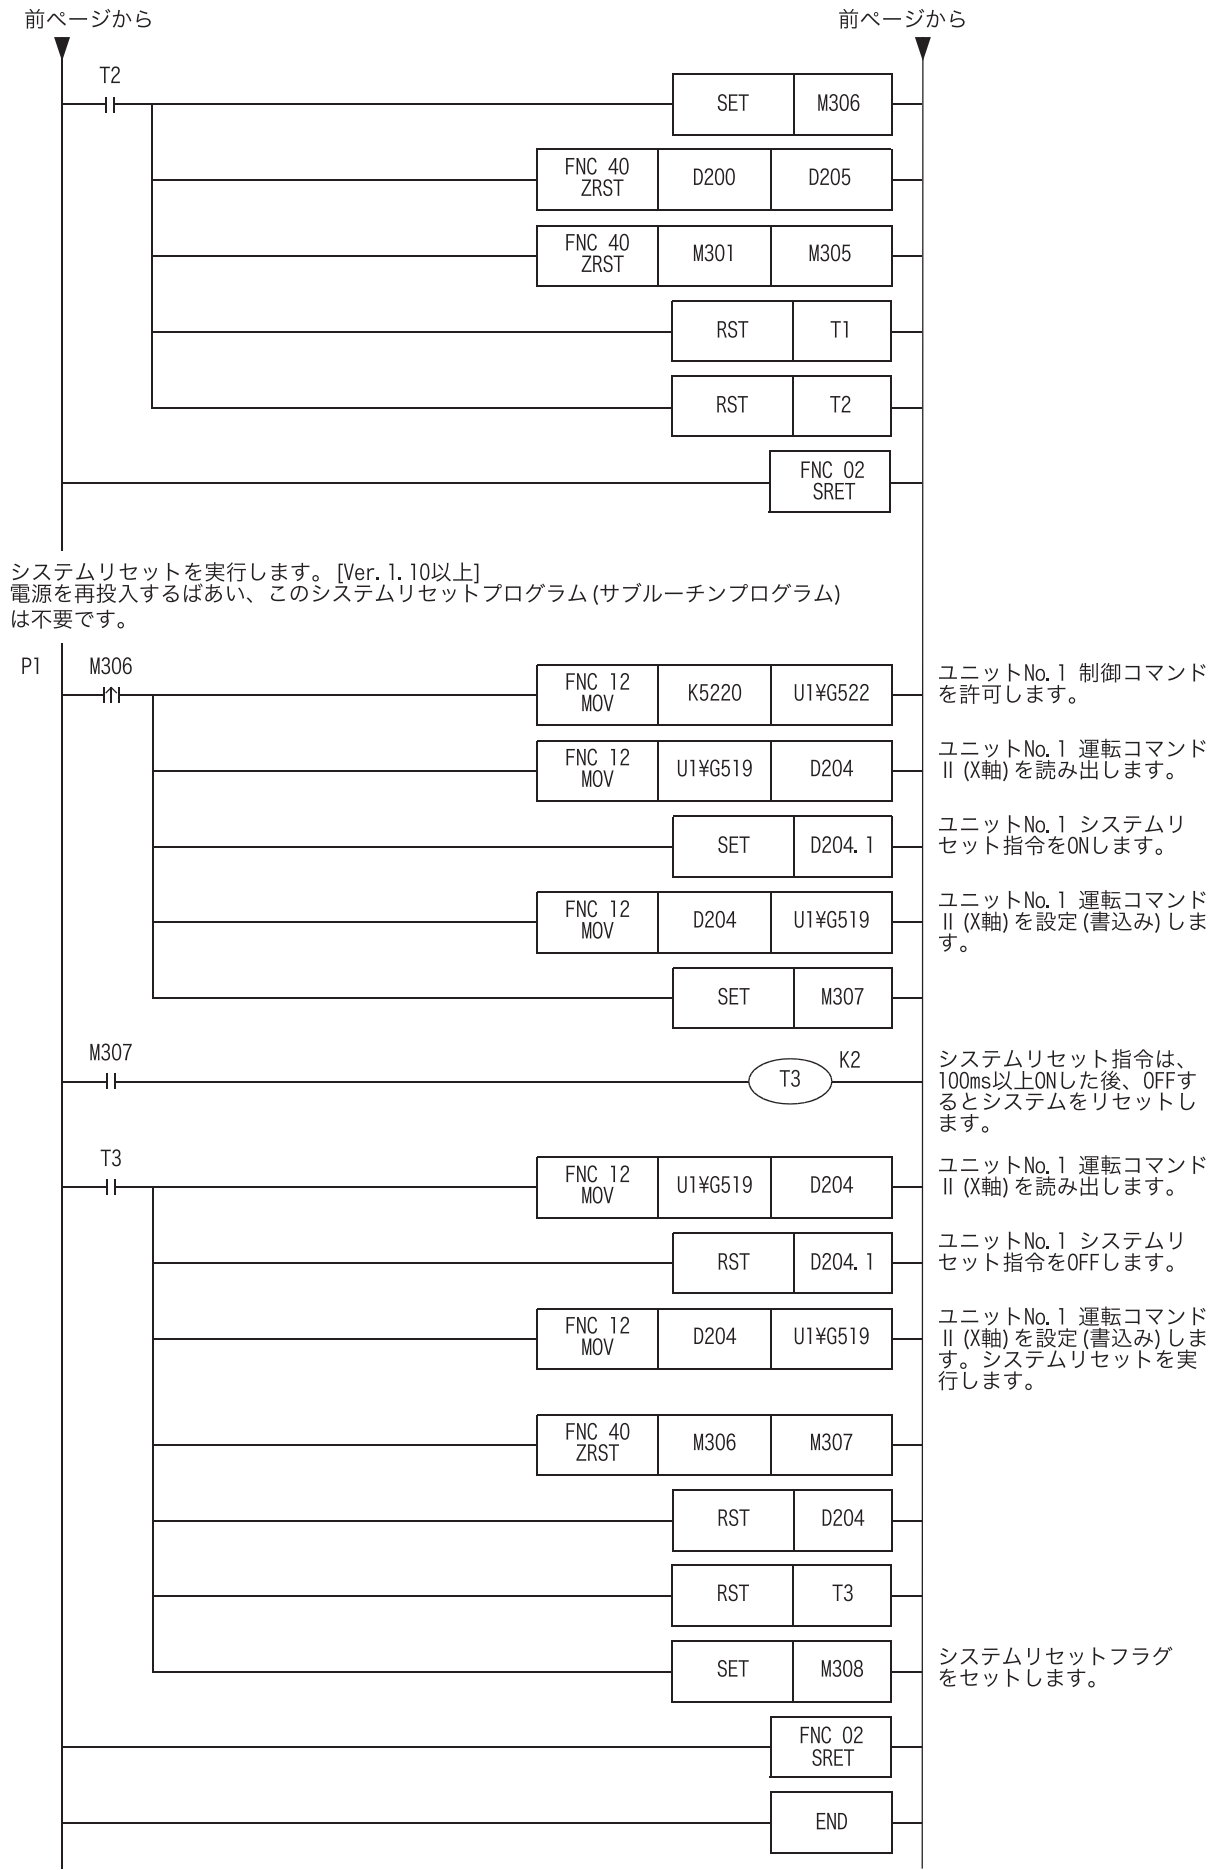 前ページから 前ページから
T2
SET M306
FNC 40 ZRST D200 D205
FNC 40 ZRST M301 M305
RST T1
RST T2
FNC 02 SRET
システムリセットを実行します。[Ver.1.10以上]
電源を再投入するばあい、このシステムリセットプログラム(サブルーチンプログラム)
は不要です。
P1 M306
FNC 12 MOV K5220 U1¥G522
ユニットNo.1 制御コマンド
を許可します。
FNC 12 MOV U1¥G519 D204
ユニットNo.1 運転コマンド
II(X軸)を読み出します。
SET D204.1
ユニットNo.1 システムリ
セット指令をONします。
FNC 12 MOV D204 U1¥G519
ユニットNo.1 運転コマンド
II(X軸)を設定(書込み)しま
す。
SET M307
M307
T3 K2
システムリセット指令は、
100ms以上ONした後、OFFす
るとシステムをリセットし
ます。
T3
FNC 12 MOV U1¥G519 D204
ユニットNo.1 運転コマンド
II(X軸)を読み出します。
RST D204.1
ユニットNo.1 システムリ
セット指令をOFFします。
FNC 12 MOV D204 U1¥G519
ユニットNo.1 運転コマンド
II(X軸)を設定(書込み)しま
す。システムリセットを実
行します。
FNC 40 ZRST M306 M307
RST D204
RST T3
SET M308
システムリセットフラグ
をセットします。
FNC 02 SRET
END